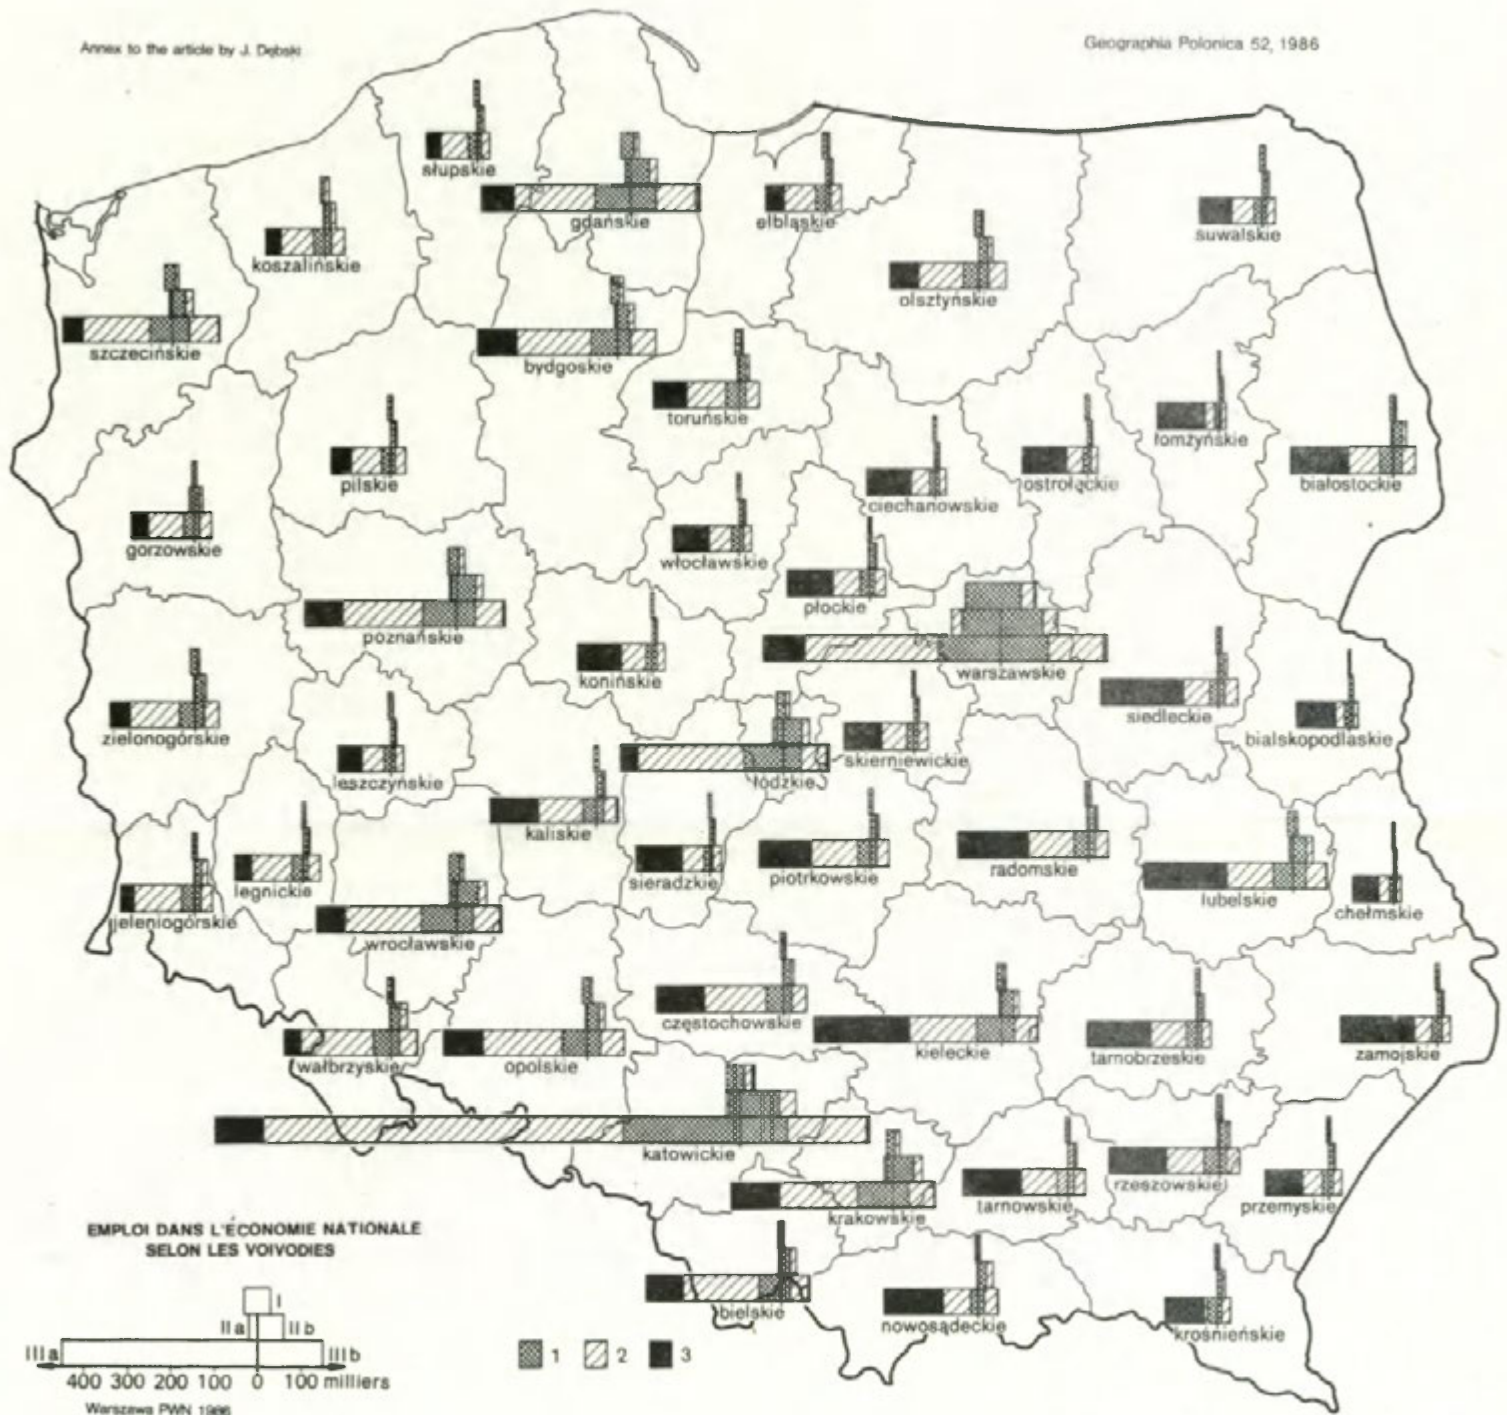 Annex to the article by J. Dębski
Geographia Polonica 52, 1986
słupskie
gdańskie
elbląskie
suwalskie
koszalińskie
olsztyńskie
szczecińskie
bydgoskie
toruńskie
łomżyńskie
pilskie
ciechanowskie
ostrołęckie
białostockie
gorzowskie
włocławskie
płockie
poznańskie
konińskie
warszawskie
siedleckie
zielonogórskie
leszczyńskie
łódzkie
skierniewickie
bialskopodlaskie
kaliskie
jeleniogórskie
legnickie
sieradzkie
piotrkowskie
radomskie
lubelskie
chełmskie
wrocławskie
częstochowskie
wałbrzyskie
opolskie
kieleckie
tarnobrzeskie
zamojskie
katowickie
krakowskie
tarnowskie
rzeszowskie
przemyskie
bielskie
nowosądeckie
krośnieńskie
EMPLOI DANS L'ÉCONOMIE NATIONALE
SELON LES VOIVODIES
I
IIa IIb
IIIa IIIb
400 300 200 100 0 100 milliers
Warszawa PWN 1986
1 2 3